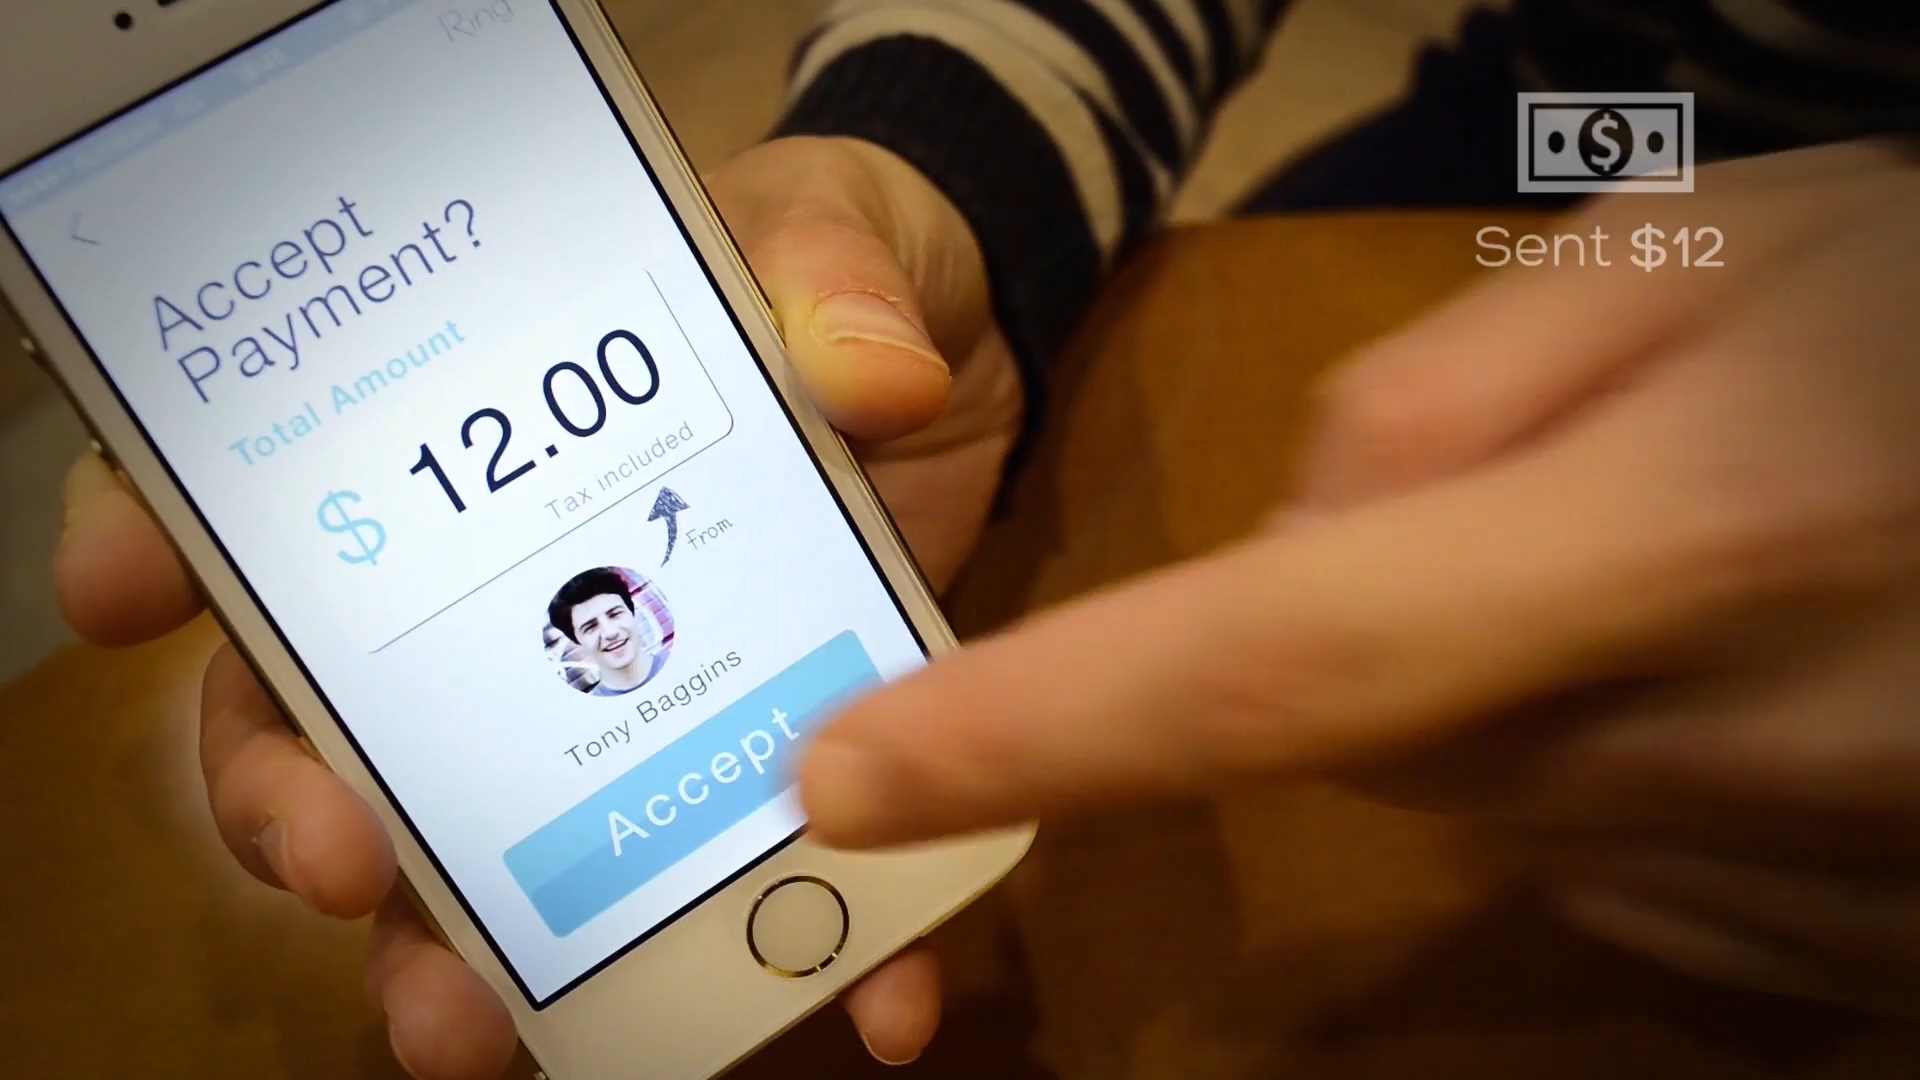 Ring
<
Accept
Payment?
Total Amount
$ 12.00
Tax included
From
Tony Baggins
Accept
$
Sent $12